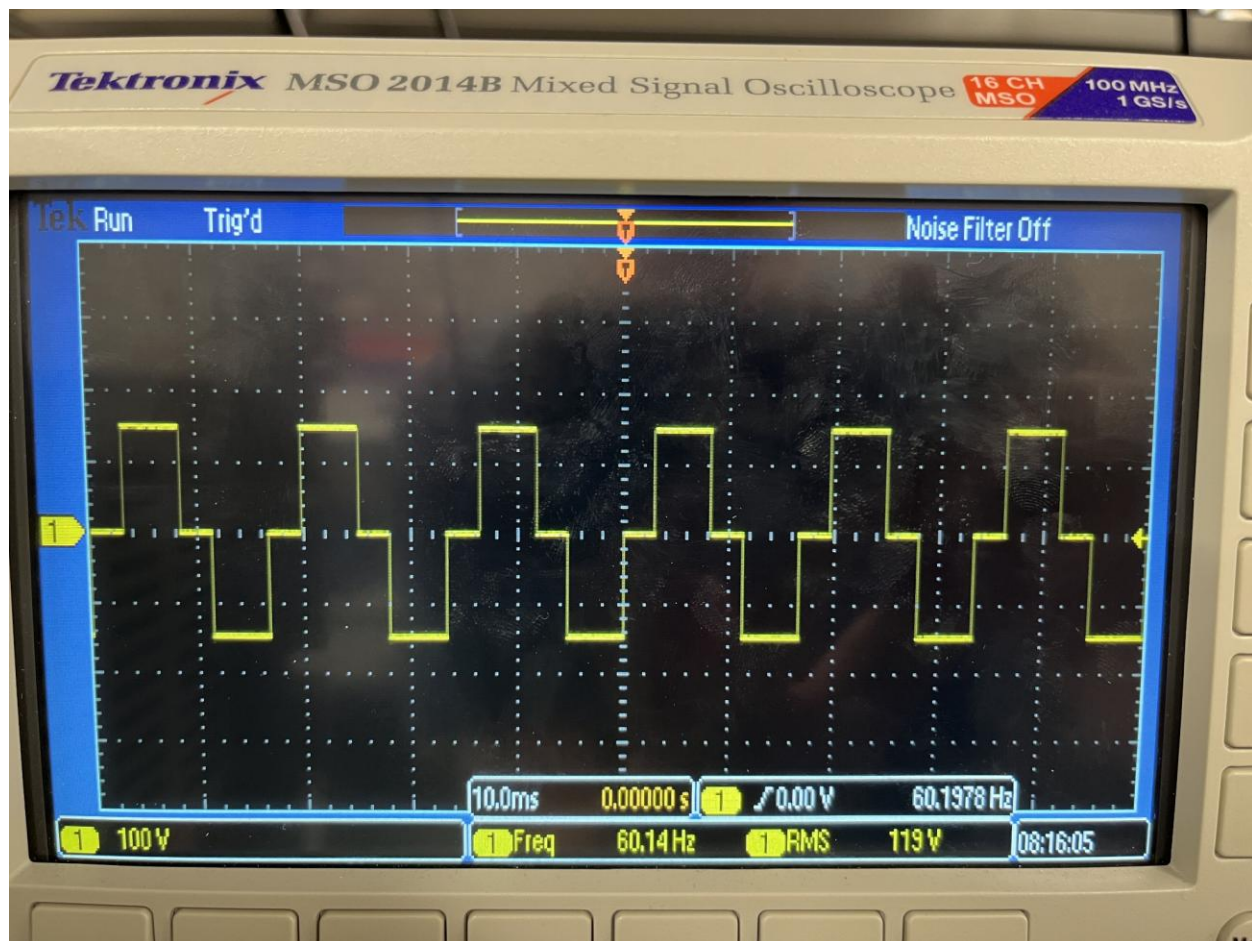 Tektronix MSO 2014B Mixed Signal Oscilloscope 16 CH MSO 100 MHz 1 GS/s
Tek Run Trig'd Noise Filter Off
1
10.0ms 0.00000 s 1 0.00 V 60.1978 Hz
1 100 V 1 Freq 60.14 Hz 1 RMS 119 V 08:16:05